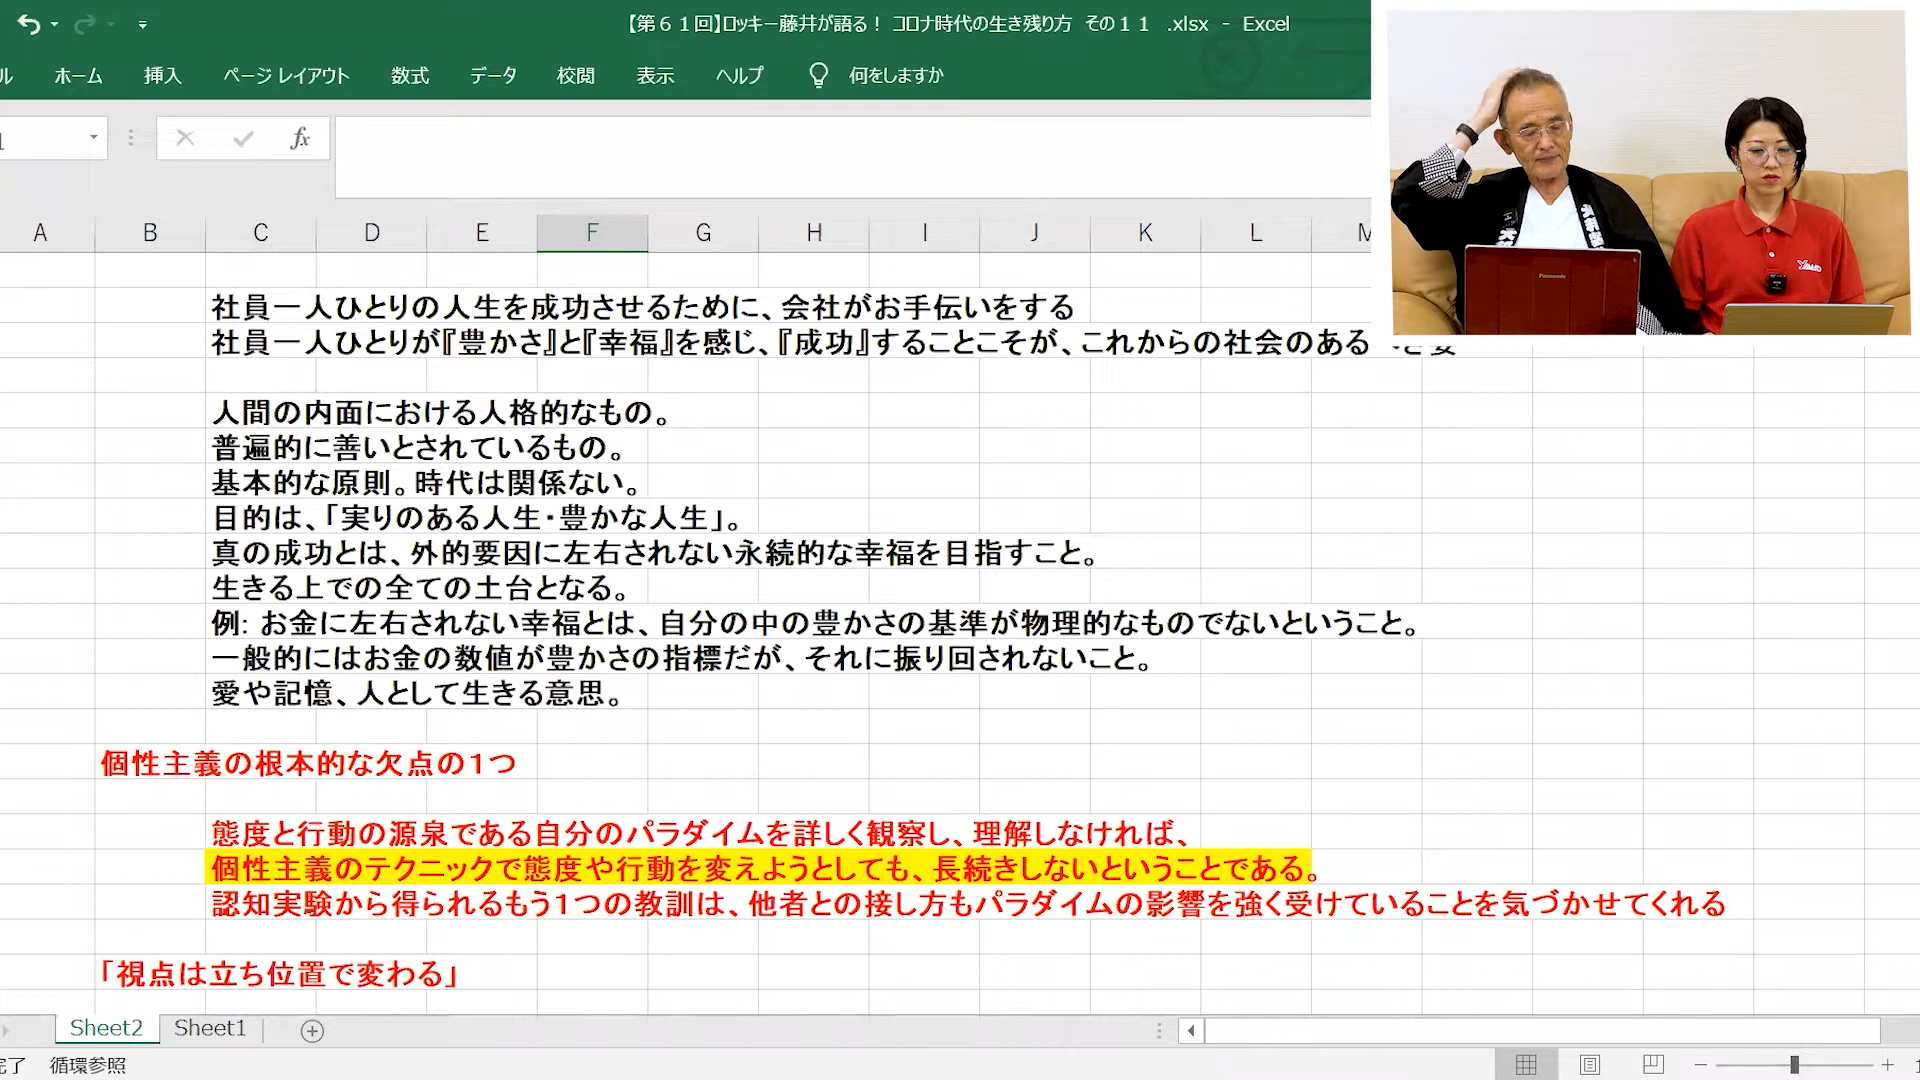 【第６１回】ロッキー藤井が語る！ コロナ時代の生き残り方 その１１ .xlsx - Excel
ル ホーム 挿入 ページ レイアウト 数式 データ 校閲 表示 ヘルプ 何をしますか
fx
A B C D E F G H I J K L
社員一人ひとりの人生を成功させるために、会社がお手伝いをする
社員一人ひとりが『豊かさ』と『幸福』を感じ、『成功』することこそが、これからの社会のある
人間の内面における人格的なもの。
普遍的に善いとされているもの。
基本的な原則。時代は関係ない。
目的は、「実りのある人生・豊かな人生」。
真の成功とは、外的要因に左右されない永続的な幸福を目指すこと。
生きる上での全ての土台となる。
例: お金に左右されない幸福とは、自分の中の豊かさの基準が物理的なものでないということ。
一般的にはお金の数値が豊かさの指標だが、それに振り回されないこと。
愛や記憶、人として生きる意思。
個性主義の根本的な欠点の１つ
態度と行動の源泉である自分のパラダイムを詳しく観察し、理解しなければ、
個性主義のテクニックで態度や行動を変えようとしても、長続きしないということである。
認知実験から得られるもう１つの教訓は、他者との接し方もパラダイムの影響を強く受けていることを気づかせてくれる
「視点は立ち位置で変わる」
Sheet2 Sheet1
完了 循環参照
Panasonic